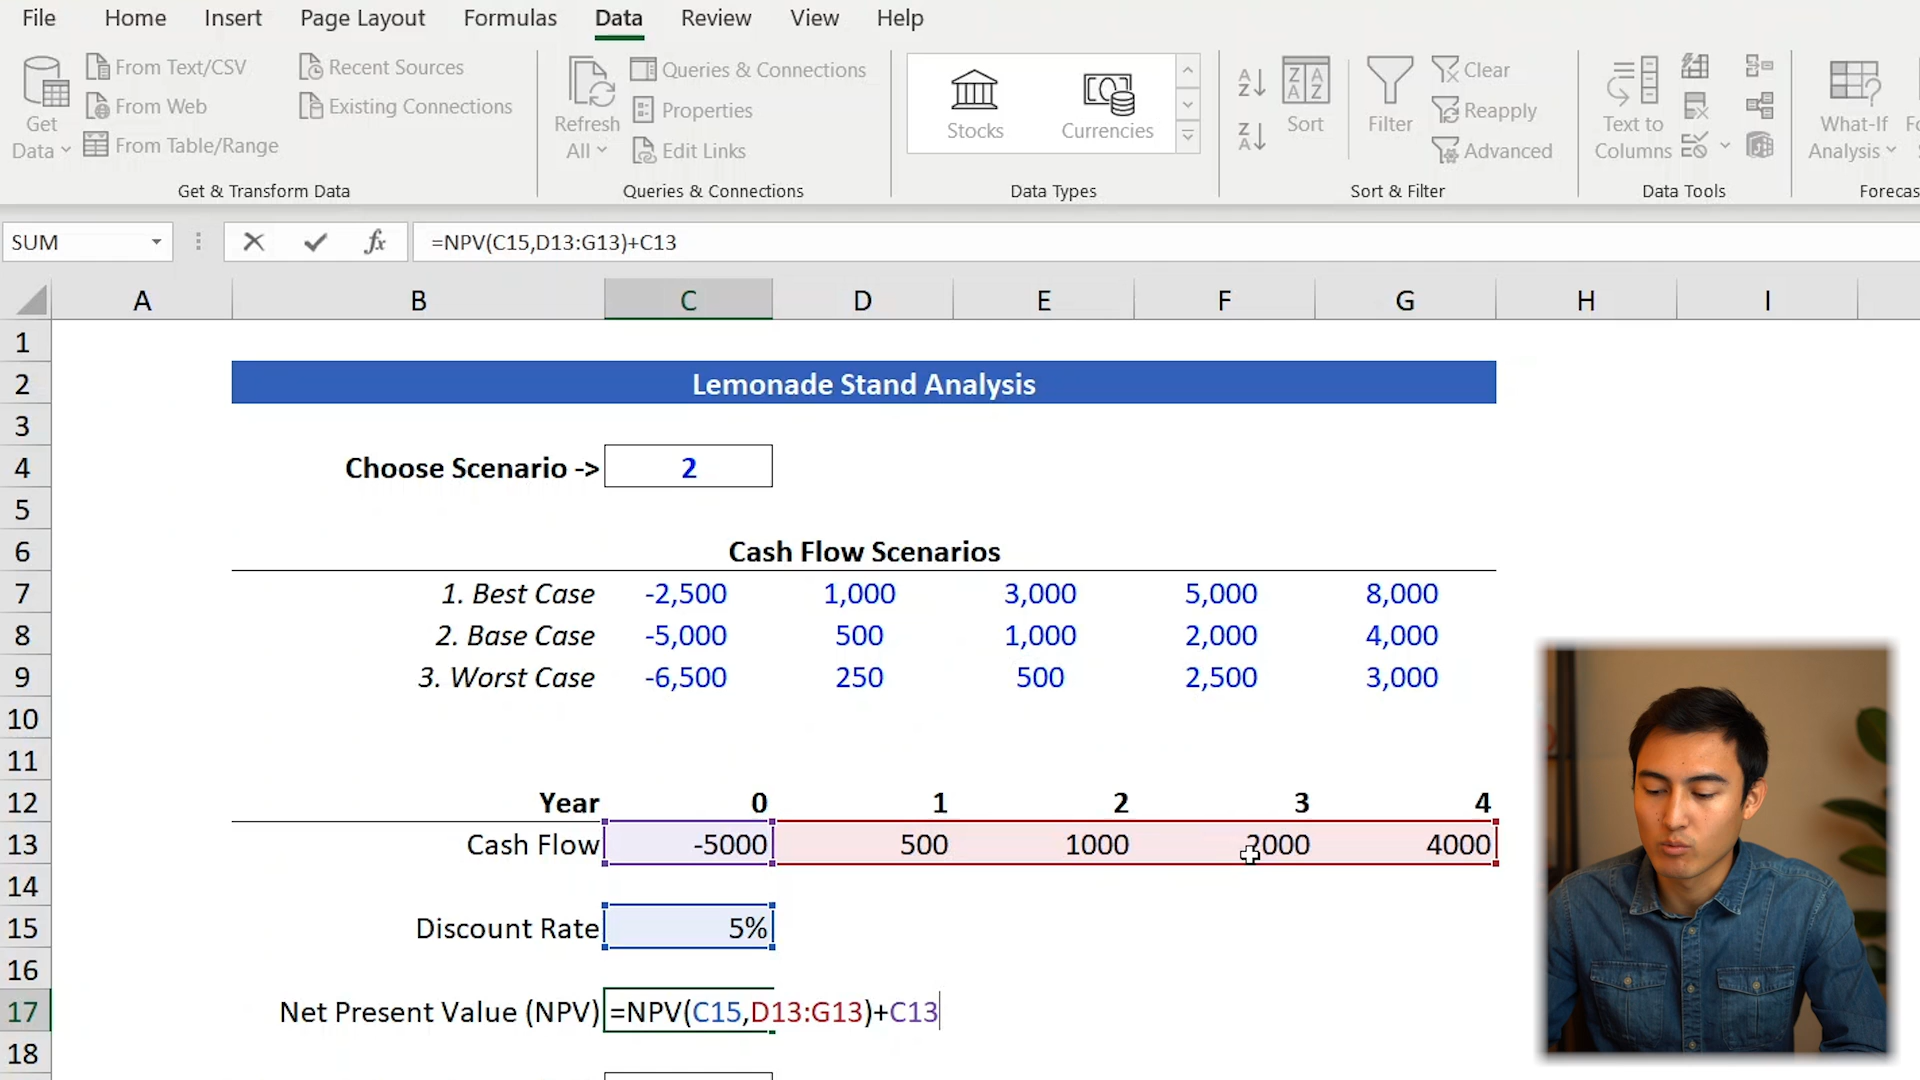 File Home Insert Page Layout Formulas Data Review View Help
From Text/CSV Recent Sources Queries & Connections Clear
From Web Existing Connections Properties Reapply
From Table/Range Edit Links Advanced
Get Data
Refresh All
Stocks Currencies
Sort Filter
Text to Columns
What-If Analysis
Get & Transform Data Queries & Connections Data Types Sort & Filter Data Tools Forecas
SUM fx =NPV(C15,D13:G13)+C13
A B C D E F G H I
1
2 Lemonade Stand Analysis
3
4 Choose Scenario -> 2
5
6 Cash Flow Scenarios
7 1. Best Case -2,500 1,000 3,000 5,000 8,000
8 2. Base Case -5,000 500 1,000 2,000 4,000
9 3. Worst Case -6,500 250 500 2,500 3,000
10
11
12 Year 0 1 2 3 4
13 Cash Flow -5000 500 1000 2000 4000
14
15 Discount Rate 5%
16
17 Net Present Value (NPV) =NPV(C15,D13:G13)+C13
18